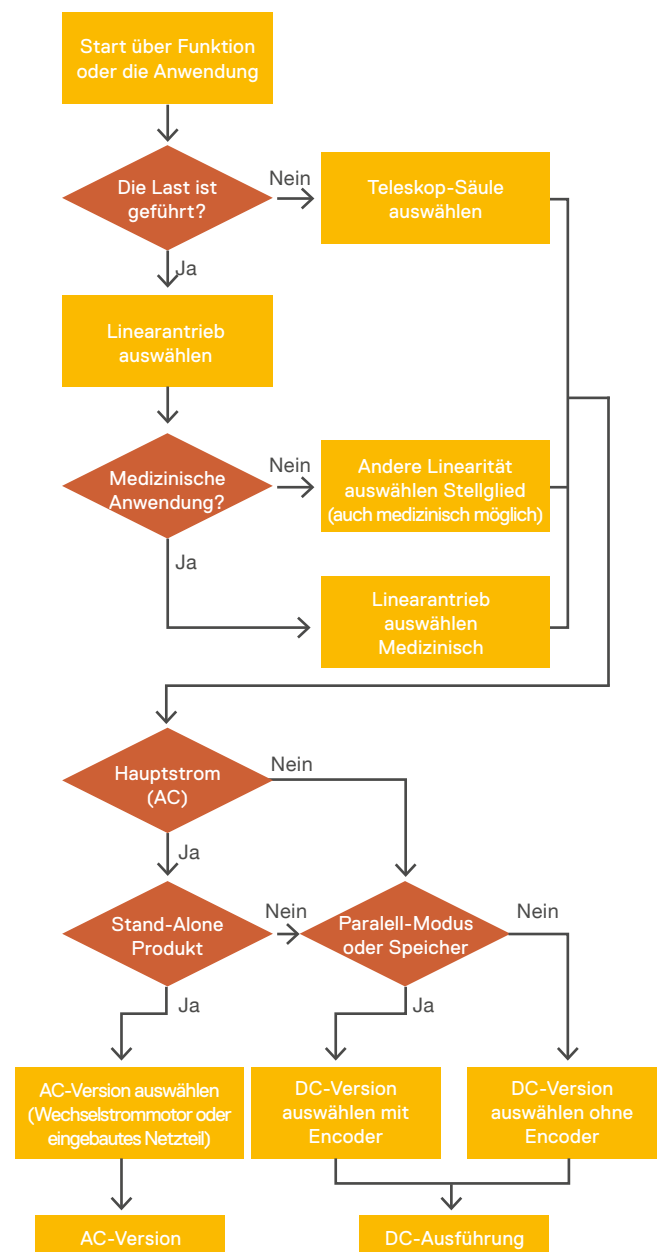 Start über Funktion
oder die Anwendung
Die Last ist
geführt?
Nein
Teleskop-Säule
auswählen
Ja
Linearantrieb
auswählen
Medizinische
Anwendung?
Nein
Andere Linearität
auswählen Stellglied
(auch medizinisch möglich)
Ja
Linearantrieb
auswählen
Medizinisch
Hauptstrom
(AC)
Nein
Ja
Stand-Alone
Produkt
Nein
Paralell-Modus
oder Speicher
Nein
Ja
Ja
AC-Version auswählen
(Wechselstrommotor oder
eingebautes Netzteil)
DC-Version
auswählen mit
Encoder
DC-Version
auswählen ohne
Encoder
AC-Version
DC-Ausführung